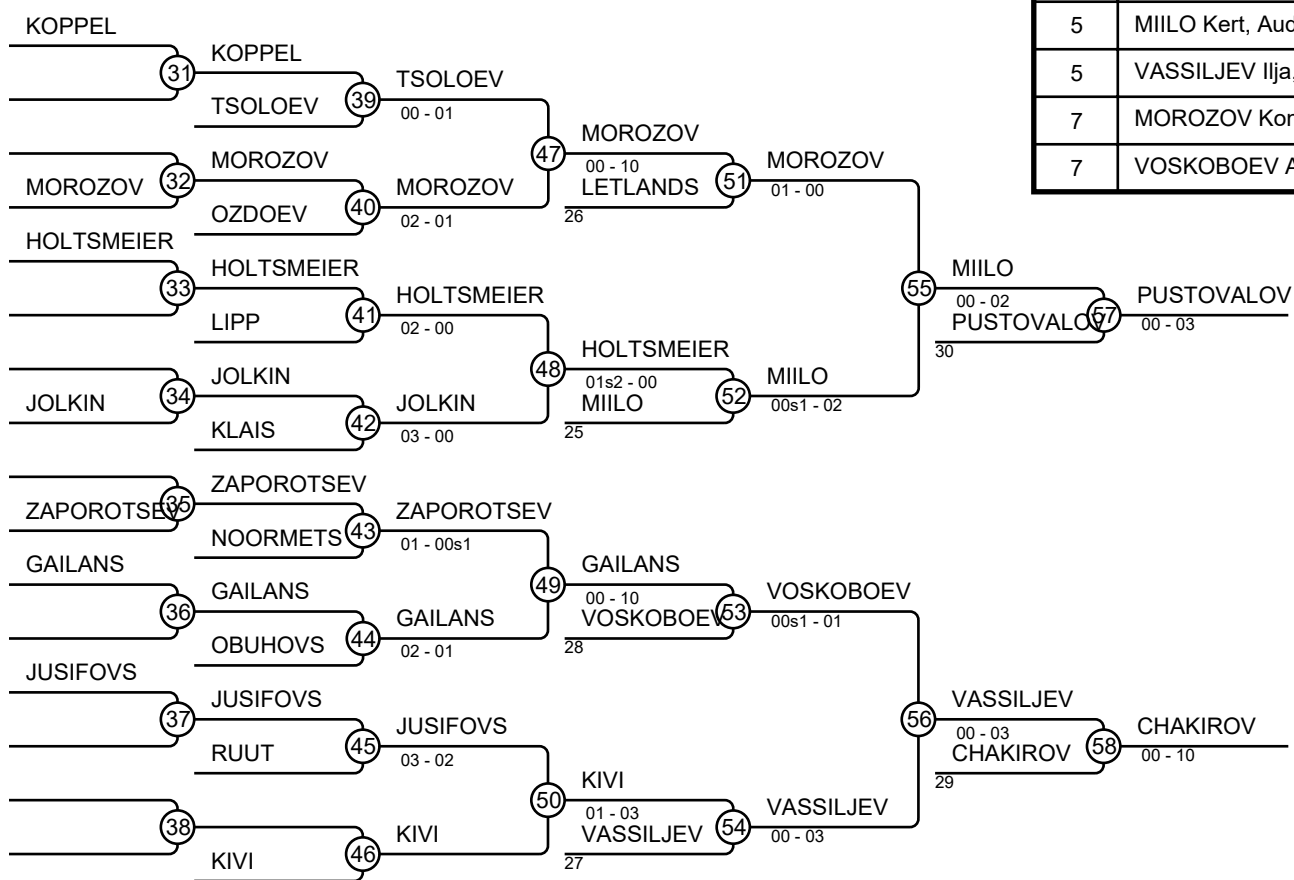 KOPPEL
31
KOPPEL
TSOLOEV
39
TSOLOEV
00 - 01
MOROZOV
32
MOROZOV
OZDOEV
40
MOROZOV
02 - 01
47
MOROZOV
00 - 10
LETLANDS
26
51
MOROZOV
01 - 00
HOLTSMEIER
33
HOLTSMEIER
LIPP
41
HOLTSMEIER
02 - 00
JOLKIN
34
JOLKIN
KLAIS
42
JOLKIN
03 - 00
48
HOLTSMEIER
01s2 - 00
MIILO
25
52
MIILO
00s1 - 02
55
MIILO
00 - 02
PUSTOVALOV
30
57
PUSTOVALOV
00 - 03
ZAPOROTSEV
35
ZAPOROTSEV
NOORMETS
43
ZAPOROTSEV
01 - 00s1
GAILANS
36
GAILANS
OBUHOVS
44
GAILANS
02 - 01
49
GAILANS
00 - 10
VOSKOBOEV
28
53
VOSKOBOEV
00s1 - 01
JUSIFOVS
37
JUSIFOVS
RUUT
45
JUSIFOVS
03 - 02
38
KIVI
46
KIVI
50
KIVI
01 - 03
VASSILJEV
27
54
VASSILJEV
00 - 03
56
VASSILJEV
00 - 03
CHAKIROV
29
58
CHAKIROV
00 - 10
5 MIILO Kert, Aud
5 VASSILJEV Ilja,
7 MOROZOV Kon
7 VOSKOBOEV A